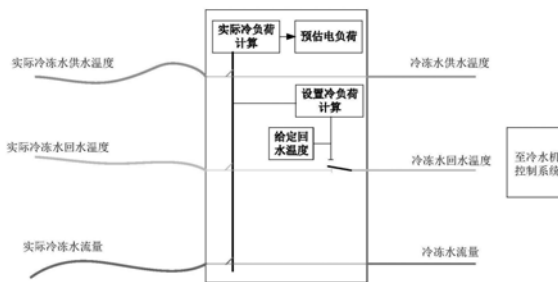 实际冷负荷
计算
预估电负荷
实际冷冻水供水温度
冷冻水供水温度
设置冷负荷
计算
给定回
水温度
实际冷冻水回水温度
冷冻水回水温度
至冷水机
控制系统
实际冷冻水流量
冷冻水流量